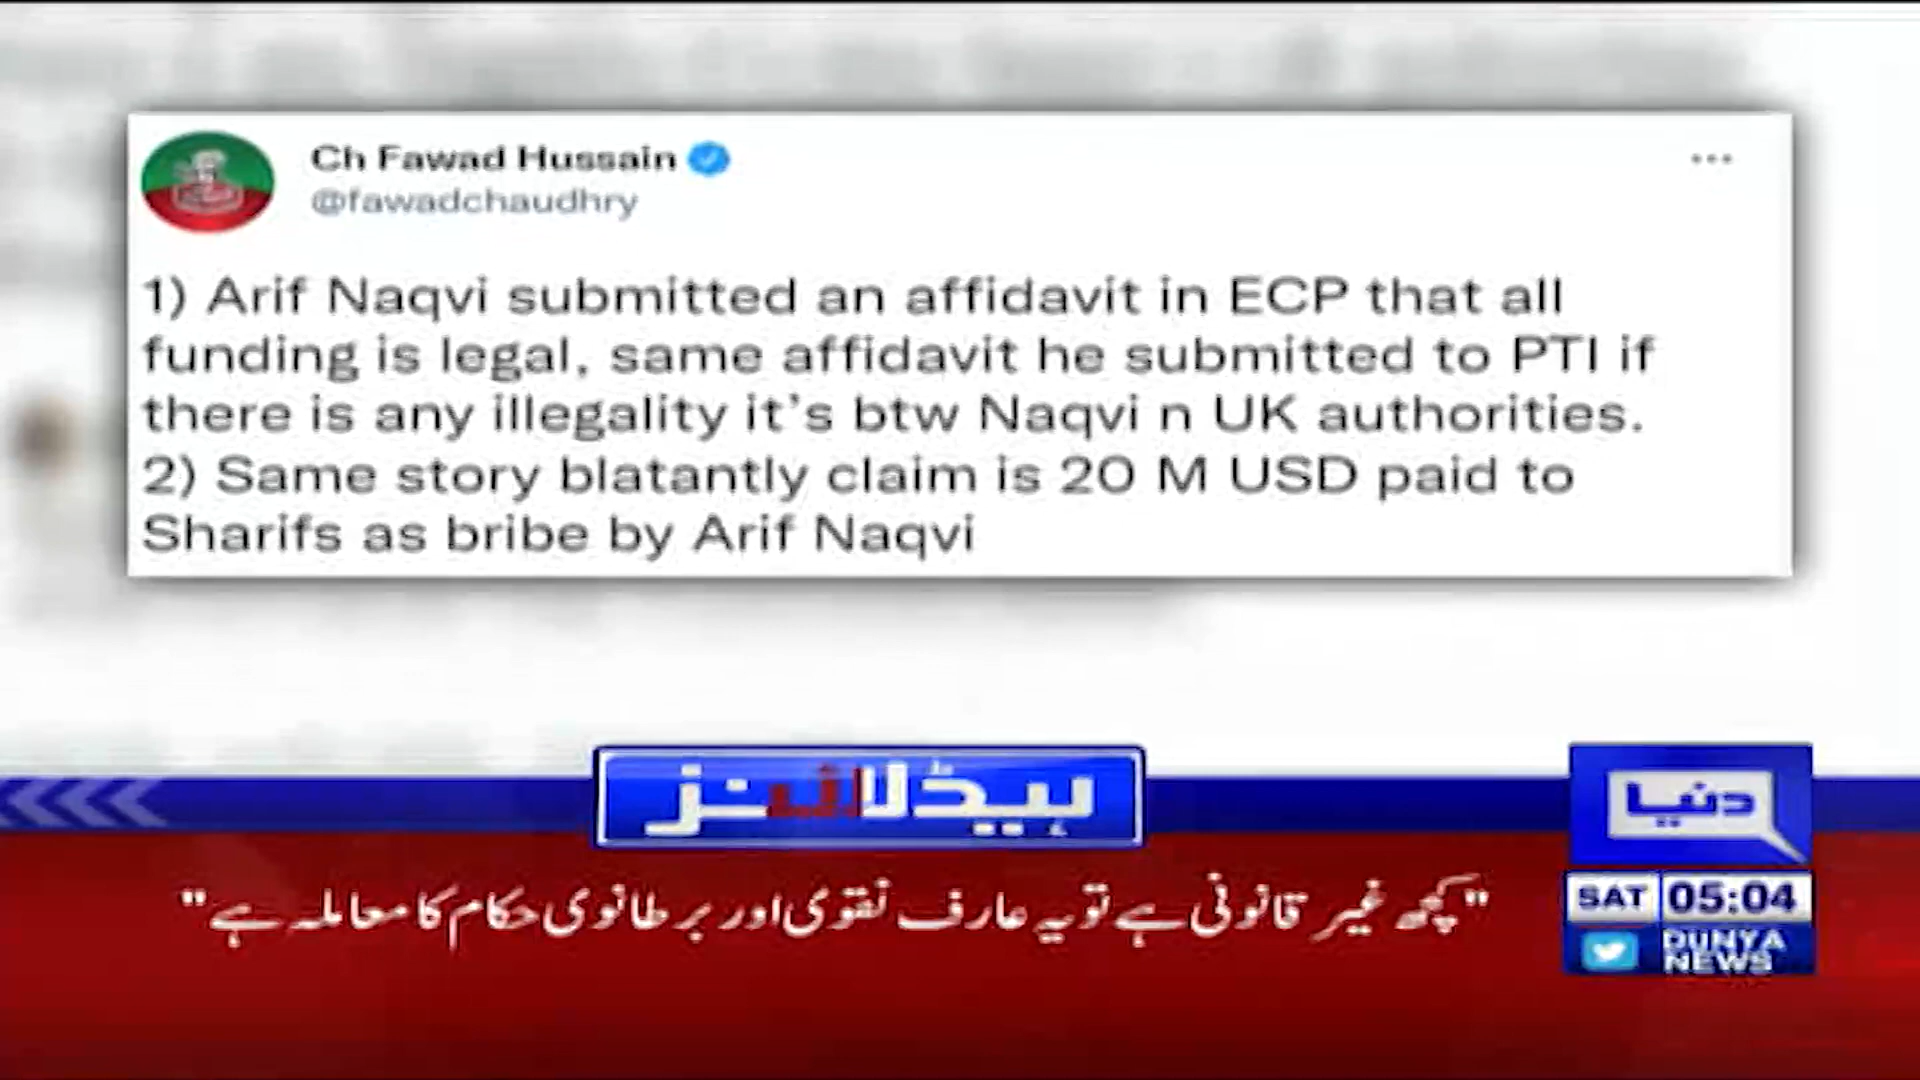 Ch Fawad Hussain
@fawadchaudhry
1) Arif Naqvi submitted an affidavit in ECP that all
funding is legal, same affidavit he submitted to PTI if
there is any illegality it's btw Naqvi n UK authorities.
2) Same story blatantly claim is 20 M USD paid to
Sharifs as bribe by Arif Naqvi
ہیڈلائنز
دنیا
"کچھ غیر قانونی ہے تو یہ عارف نقوی اور برطانوی حکام کا معاملہ ہے"
SAT 05:04
DUNYA
NEWS